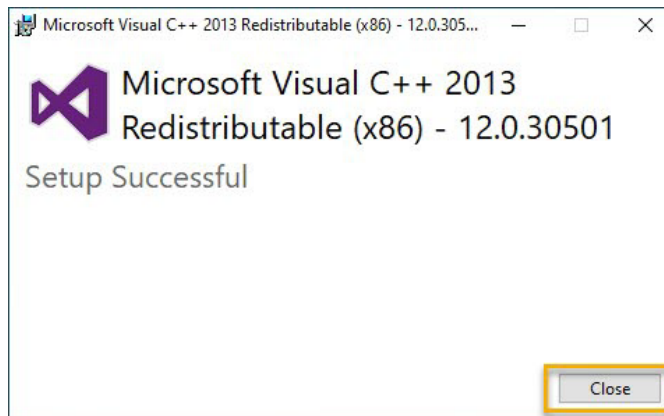 Microsoft Visual C++ 2013 Redistributable (x86) - 12.0.305...
Microsoft Visual C++ 2013
Redistributable (x86) - 12.0.30501
Setup Successful
Close